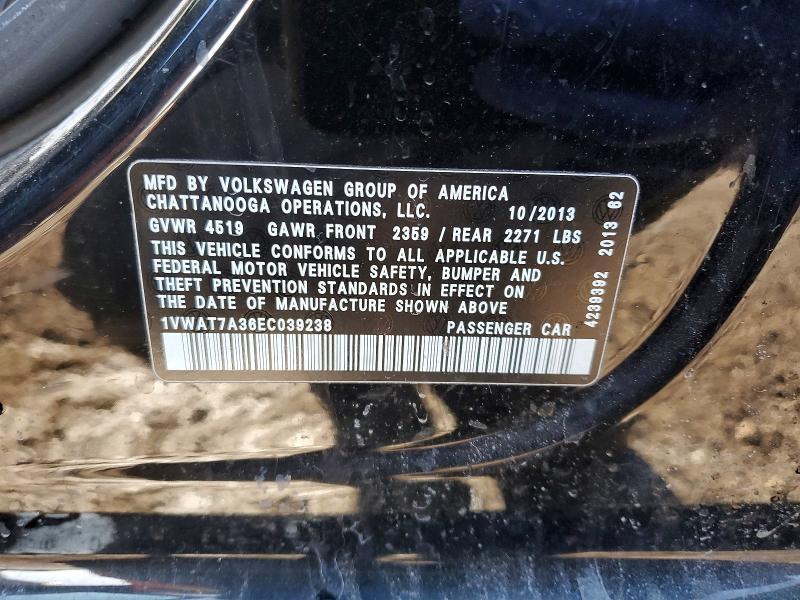 MFD BY VOLKSWAGEN GROUP OF AMERICA
CHATTANOOGA OPERATIONS, LLC. 10/2013
GVWR 4519 GAWR FRONT 2359 / REAR 2271 LBS
THIS VEHICLE CONFORMS TO ALL APPLICABLE U.S.
FEDERAL MOTOR VEHICLE SAFETY, BUMPER AND
THEFT PREVENTION STANDARDS IN EFFECT ON
THE DATE OF MANUFACTURE SHOWN ABOVE
1VWAT7A36EC039238 PASSENGER CAR
4239392 2013 62